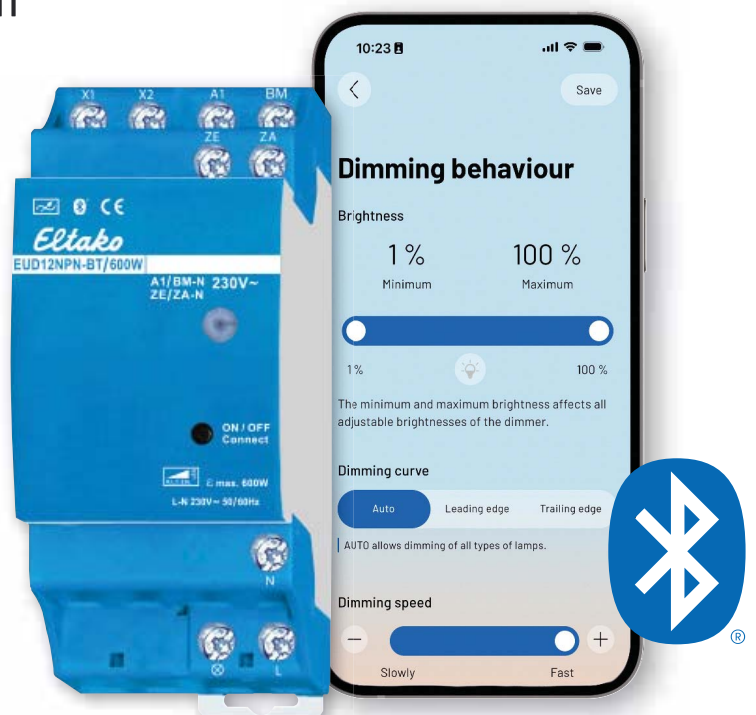 X1 X2 A1 BM
ZE ZA
CE
Eltako
EUD12NPN-BT/600W
A1/BM-N 230V~
ZE/ZA-N
ON / OFF
Connect
max. 600W
L-N 230V~ 50/60Hz
N
L
10:23
Save
Dimming behaviour
Brightness
1 % 100 %
Minimum Maximum
1 % 100 %
The minimum and maximum brightness affects all
adjustable brightnesses of the dimmer.
Dimming curve
Auto Leading edge Trailing edge
AUTO allows dimming of all types of lamps.
Dimming speed
− +
Slowly Fast
®